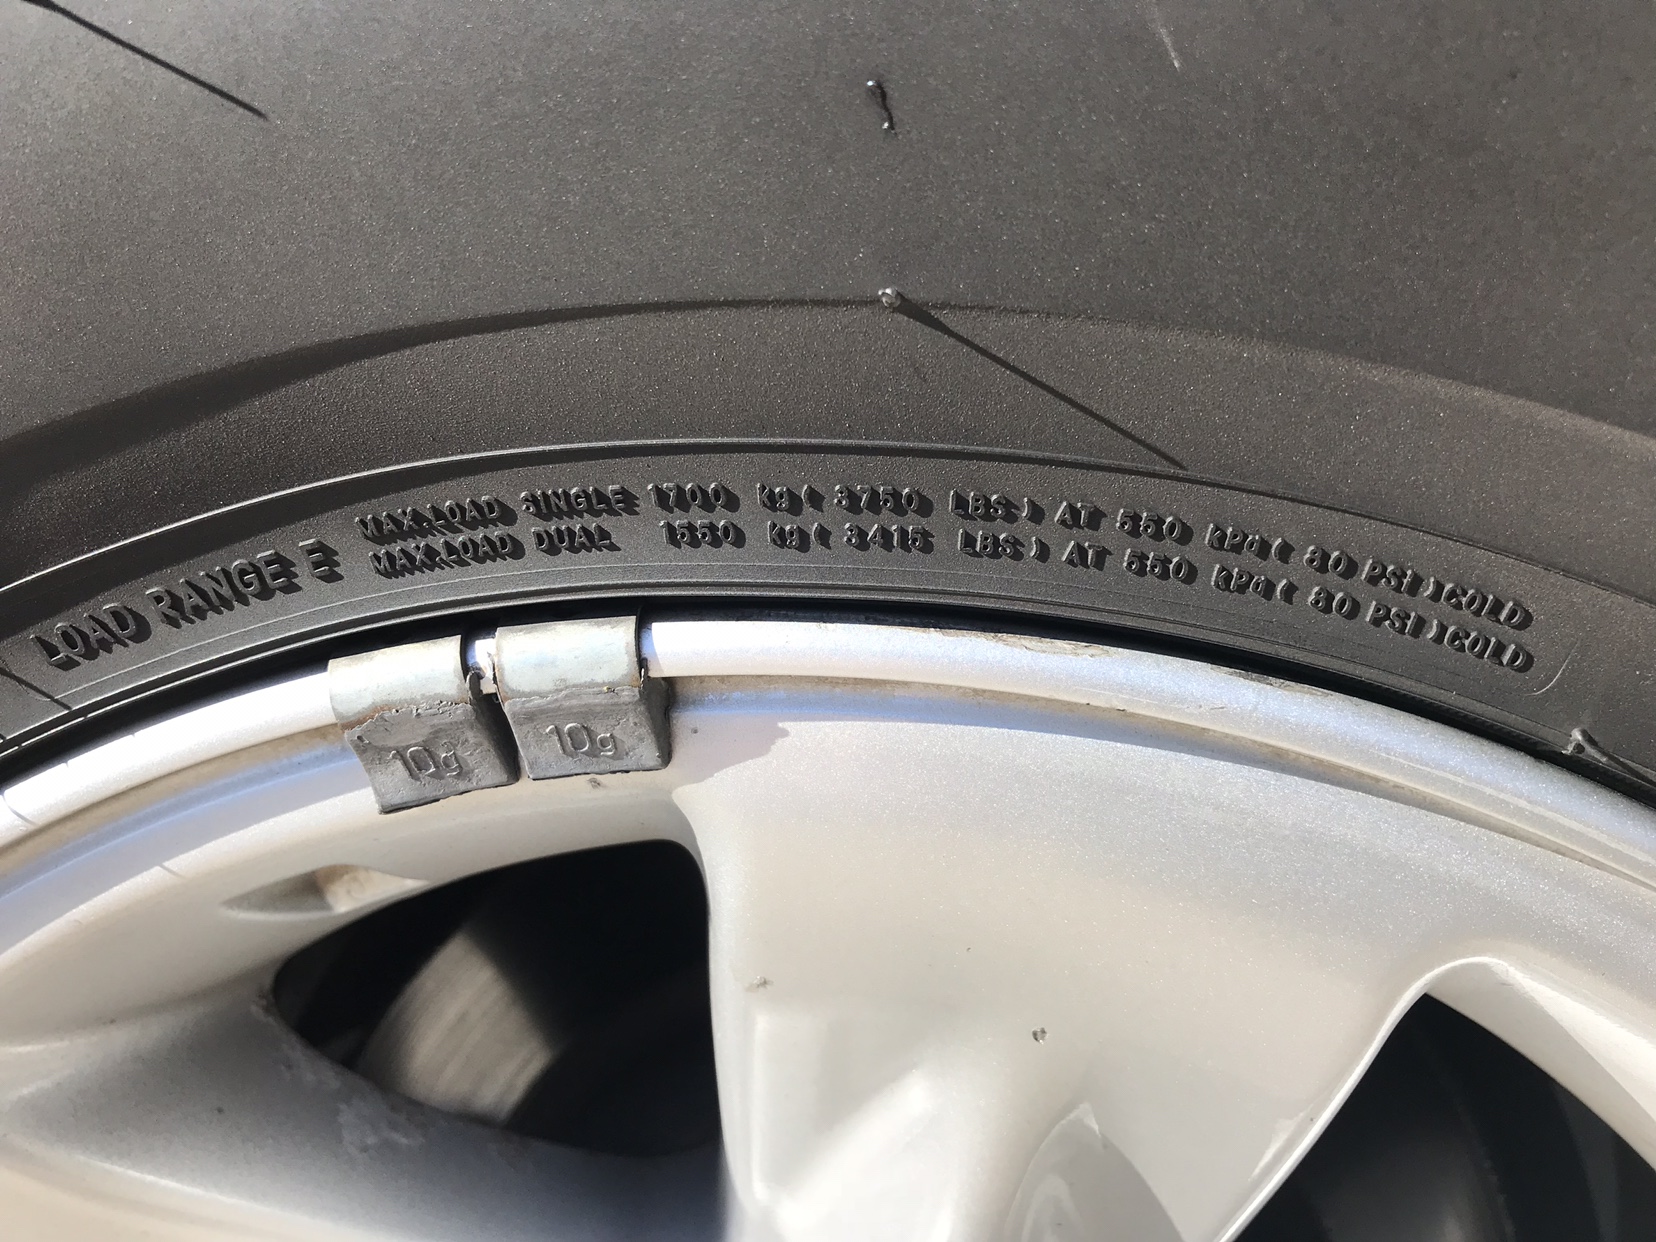 LOAD RANGE E
MAX.LOAD SINGLE 1700 kg( 3750 LBS) AT 550 kPa( 80 PSI)COLD
MAX.LOAD DUAL 1550 kg( 3415 LBS) AT 550 kPa( 80 PSI)COLD
10g
10g